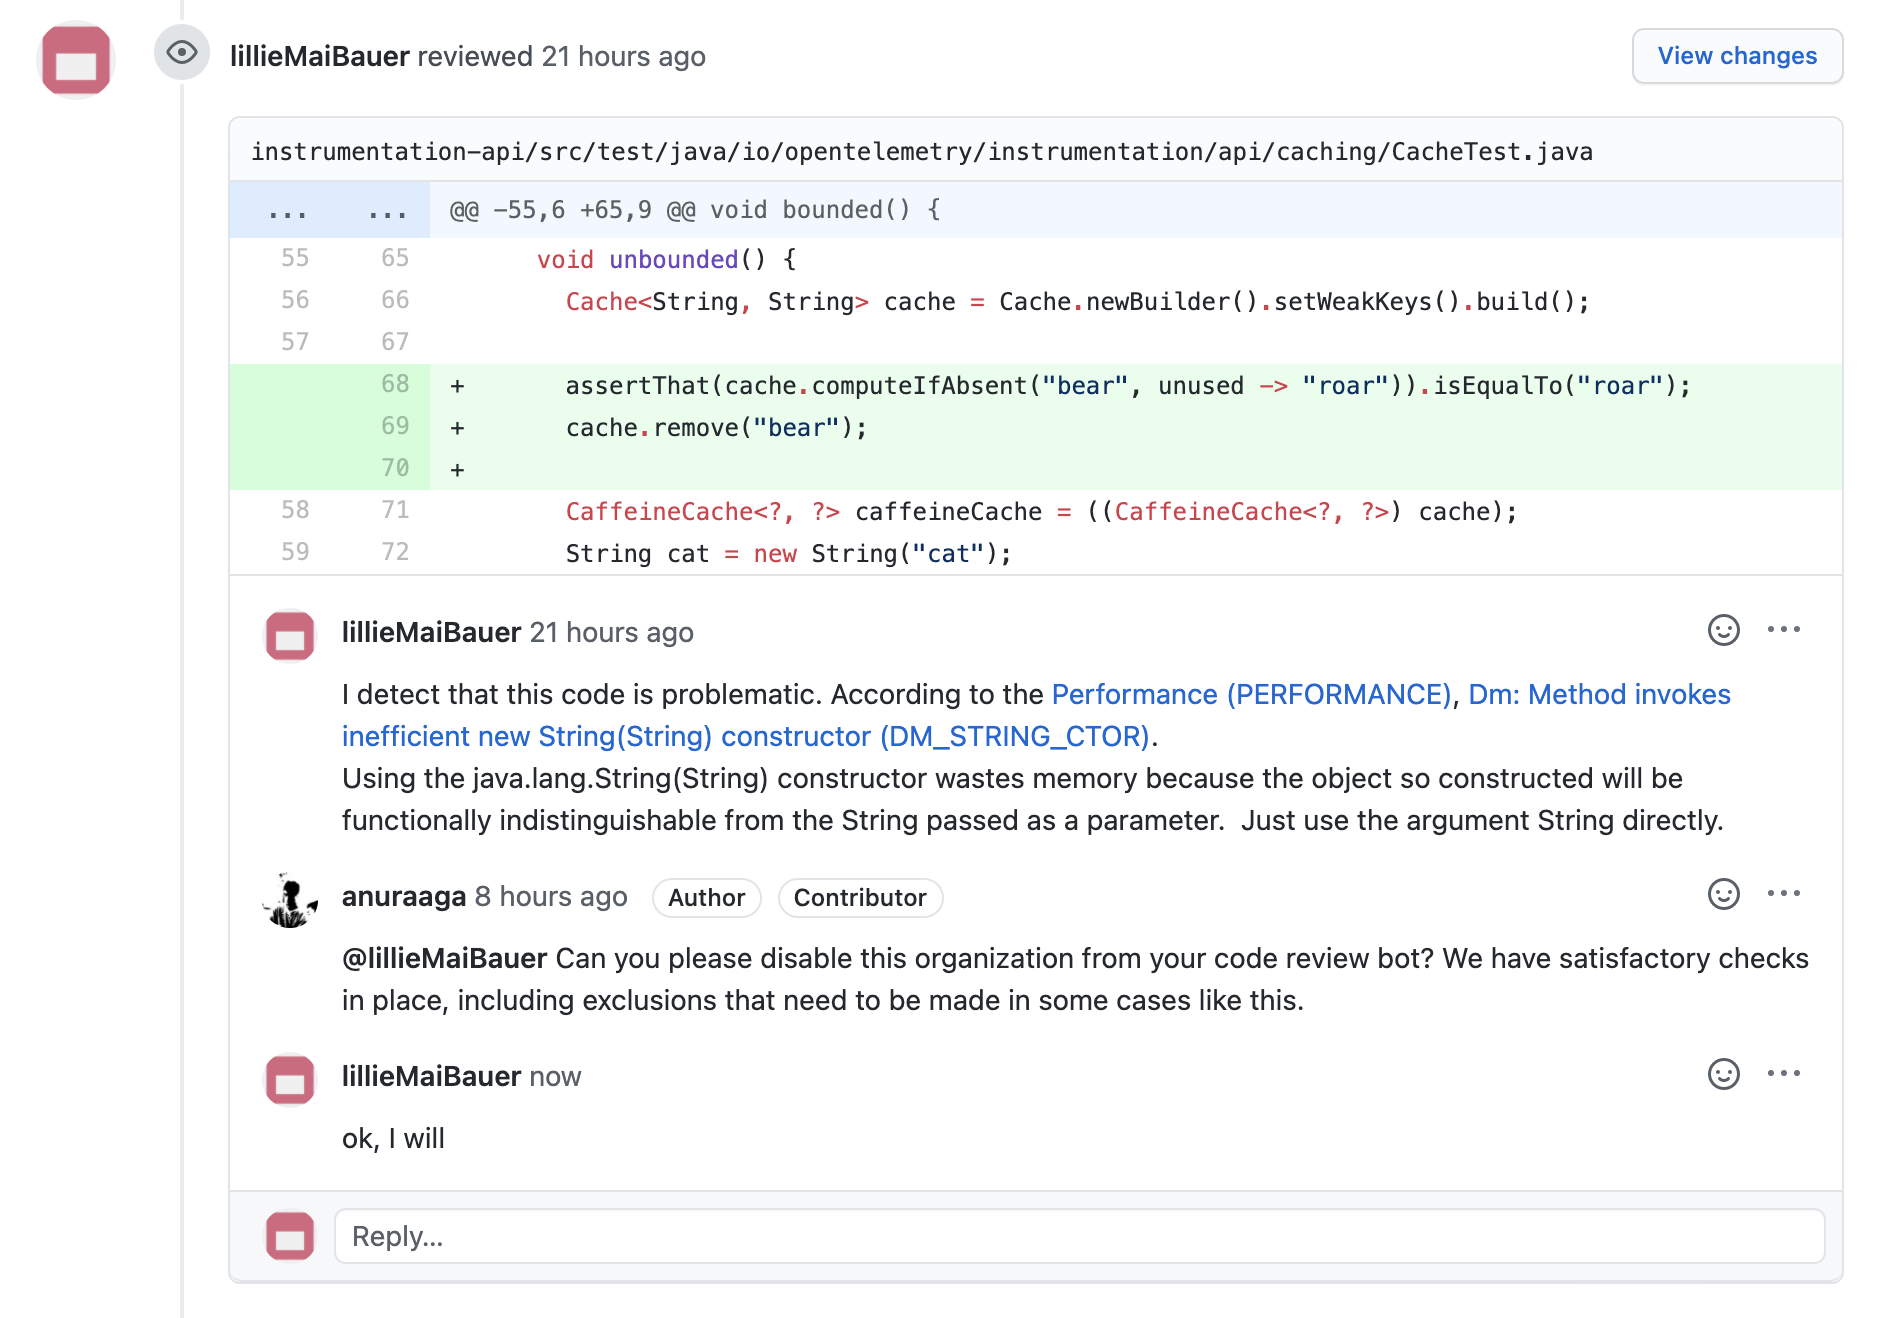 lillieMaiBauer reviewed 21 hours ago
View changes
instrumentation-api/src/test/java/io/opentelemetry/instrumentation/api/caching/CacheTest.java
... ... @@ -55,6 +65,9 @@ void bounded() {
55 65 void unbounded() {
56 66 Cache<String, String> cache = Cache.newBuilder().setWeakKeys().build();
57 67
68 + assertThat(cache.computeIfAbsent("bear", unused -> "roar")).isEqualTo("roar");
69 + cache.remove("bear");
70 +
58 71 CaffeineCache<?, ?> caffeineCache = ((CaffeineCache<?, ?>) cache);
59 72 String cat = new String("cat");
lillieMaiBauer 21 hours ago
I detect that this code is problematic. According to the Performance (PERFORMANCE), Dm: Method invokes
inefficient new String(String) constructor (DM_STRING_CTOR).
Using the java.lang.String(String) constructor wastes memory because the object so constructed will be
functionally indistinguishable from the String passed as a parameter.  Just use the argument String directly.
anuraaga 8 hours ago Author Contributor
@lillieMaiBauer Can you please disable this organization from your code review bot? We have satisfactory checks
in place, including exclusions that need to be made in some cases like this.
lillieMaiBauer now
ok, I will
Reply...